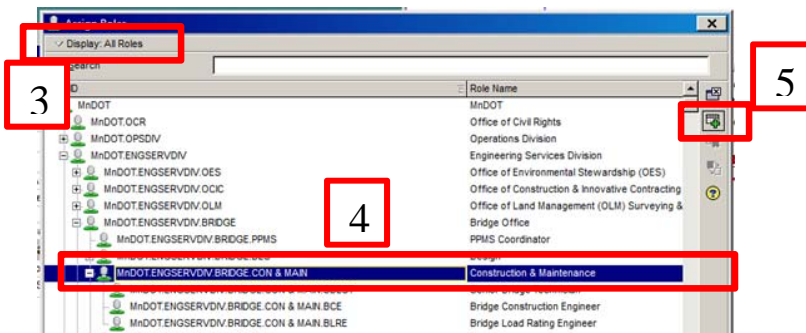 Assign Roles
Display: All Roles
Search
ID Role Name
MnDOT MnDOT
MnDOT.OCR Office of Civil Rights
MnDOT.OPSDIV Operations Division
MnDOT.ENGSERVDIV Engineering Services Division
MnDOT.ENGSERVDIV.OES Office of Environmental Stewardship (OES)
MnDOT.ENGSERVDIV.OCIC Office of Construction & Innovative Contracting
MnDOT.ENGSERVDIV.OLM Office of Land Management (OLM) Surveying &
MnDOT.ENGSERVDIV.BRIDGE Bridge Office
MnDOT.ENGSERVDIV.BRIDGE.PPMS PPMS Coordinator
Design
MnDOT.ENGSERVDIV.BRIDGE.CON & MAIN Construction & Maintenance
MnDOT.ENGSERVDIV.BRIDGE.CON & MAIN.BCE Bridge Construction Engineer
MnDOT.ENGSERVDIV.BRIDGE.CON & MAIN.BLRE Bridge Load Rating Engineer
3
4
5